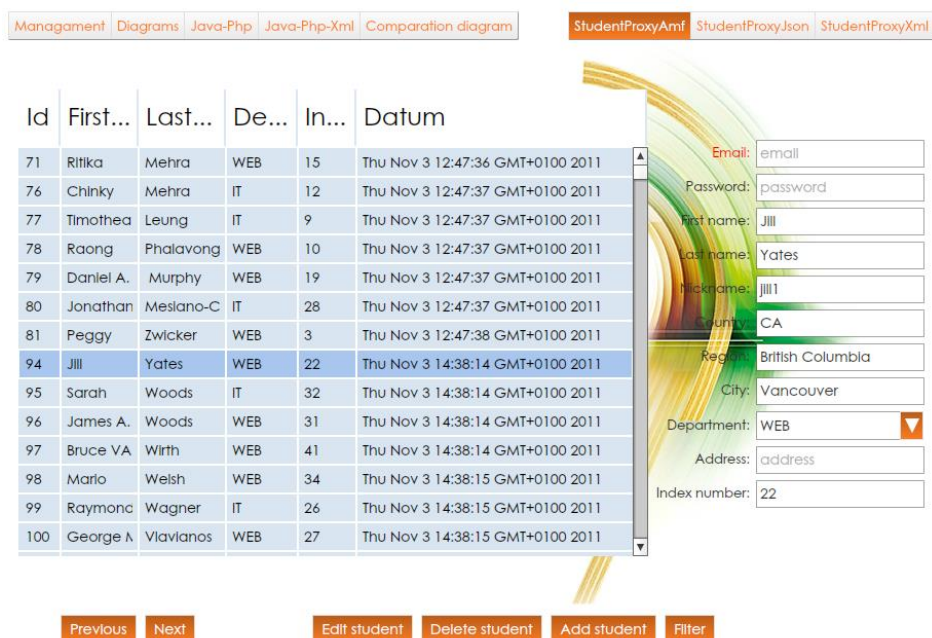 Managament Diagrams Java-Php Java-Php-Xml Comparation diagram StudentProxyAmf StudentProxyJson StudentProxyXml
Id First... Last... De... In... Datum
71 Ritika Mehra WEB 15 Thu Nov 3 12:47:36 GMT+0100 2011
76 Chinky Mehra IT 12 Thu Nov 3 12:47:37 GMT+0100 2011
77 Timothea Leung IT 9 Thu Nov 3 12:47:37 GMT+0100 2011
78 Raong Phalavong WEB 10 Thu Nov 3 12:47:37 GMT+0100 2011
79 Daniel A. Murphy WEB 19 Thu Nov 3 12:47:37 GMT+0100 2011
80 Jonathan Mesiano-C IT 28 Thu Nov 3 12:47:37 GMT+0100 2011
81 Peggy Zwicker WEB 3 Thu Nov 3 12:47:38 GMT+0100 2011
94 Jill Yates WEB 22 Thu Nov 3 14:38:14 GMT+0100 2011
95 Sarah Woods IT 32 Thu Nov 3 14:38:14 GMT+0100 2011
96 James A. Woods WEB 31 Thu Nov 3 14:38:14 GMT+0100 2011
97 Bruce VA Wirth WEB 41 Thu Nov 3 14:38:14 GMT+0100 2011
98 Mario Welsh WEB 34 Thu Nov 3 14:38:15 GMT+0100 2011
99 Raymond Wagner IT 26 Thu Nov 3 14:38:15 GMT+0100 2011
100 George M Vlavianos WEB 27 Thu Nov 3 14:38:15 GMT+0100 2011
Email: email
Password: password
First name: Jill
Last name: Yates
Nickname: jill1
Country: CA
Region: British Columbia
City: Vancouver
Department: WEB
Address: address
Index number: 22
Previous Next Edit student Delete student Add student Filter